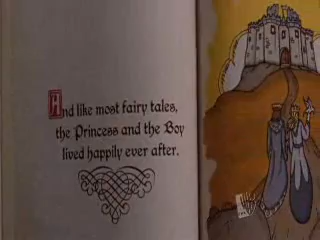 And like most fairy tales,
the Princess and the Boy
lived happily ever after.